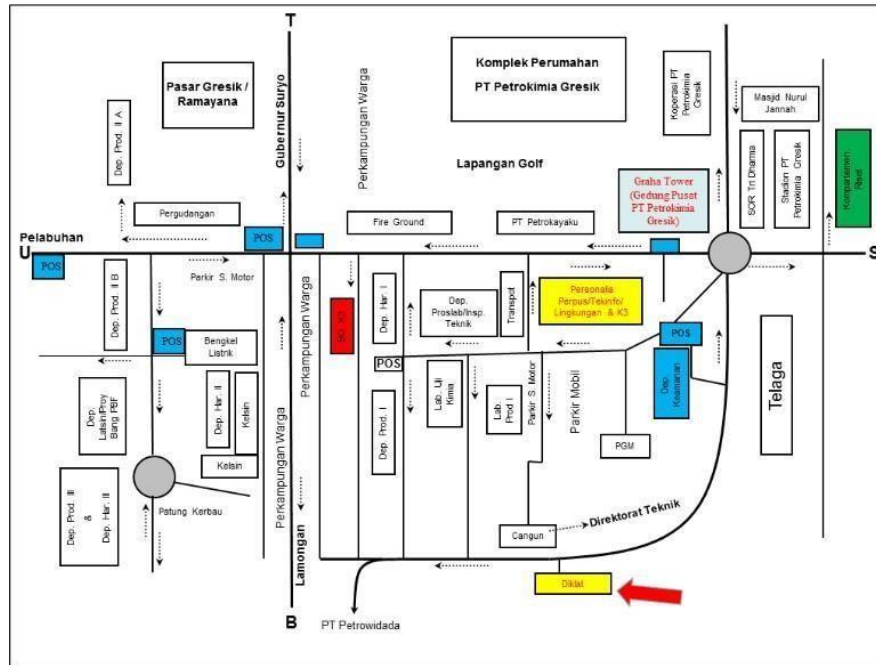 T
Pasar Gresik /
Ramayana
Gubernur Suryo
Perkampungan Warga
Komplek Perumahan
PT Petrokimia Gresik
Koperasi PT
Petrokimia
Gresik
Masjid Nurul
Jannah
Dep. Prod. II A
Lapangan Golf
Graha Tower
(Gedung Pusat
PT Petrokimia
Gresik)
SOR Tri Dharma
Stadion PT
Petrokimia Gresik
Kompartemen
Riset
Pergudangan
Fire Ground
PT Petrokayaku
Pelabuhan
POS
U
S
POS
Parkir S. Motor
Dep. Prod. II B
Perkampungan Warga
Dep. Har. I
Dep.
Proslab/Insp.
Teknik
Transpot
Personalia
Perpus/Tekinfo/
Lingkungan & K3
POS
Bengkel
Listrik
POS
POS
Dep.
Keamanan
Telaga
Dep.
Latsin/Proy
Bang PBF
Dep. Har. II
Kelsin
Kelsin
Perkampungan Warga
Dep. Prod. I
Lab. Uji
Kimia
Lab.
Prod I
Parkir S. Motor
Parkir Mobil
PGM
Dep. Prod. III
&
Dep. Har. III
Patung Kerbau
Lamongan
Cangun
Direktorat Teknik
Diklat
B
PT Petrowidada